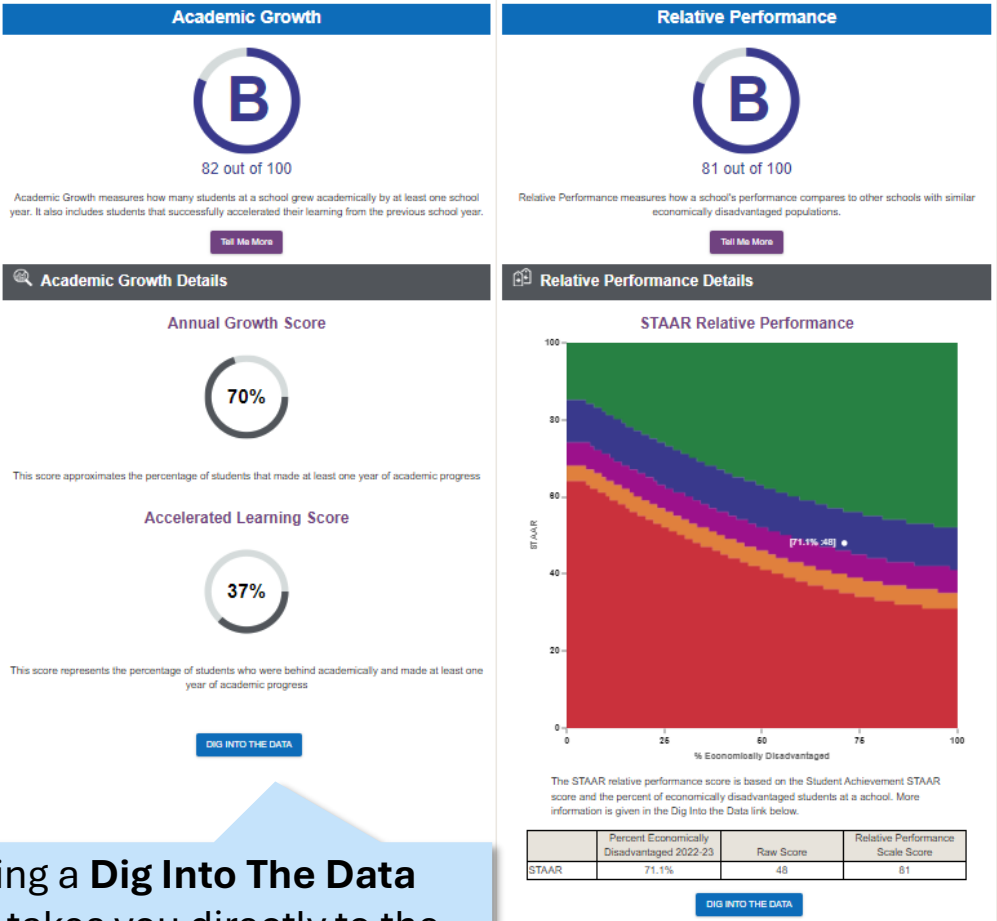 Academic Growth
B
82 out of 100
Academic Growth measures how many students at a school grew academically by at least one school
year. It also includes students that successfully accelerated their learning from the previous school year.
Tell Me More
Academic Growth Details
Annual Growth Score
70%
This score approximates the percentage of students that made at least one year of academic progress
Accelerated Learning Score
37%
This score represents the percentage of students who were behind academically and made at least one
year of academic progress
DIG INTO THE DATA
ing a Dig Into The Data
takes you directly to the
Relative Performance
B
81 out of 100
Relative Performance measures how a school's performance compares to other schools with similar
economically disadvantaged populations.
Tell Me More
Relative Performance Details
STAAR Relative Performance
100
80
60
40
20
0
STAAR
[71.1% :48]
0 25 50 75 100
% Economically Disadvantaged
The STAAR relative performance score is based on the Student Achievement STAAR
score and the percent of economically disadvantaged students at a school. More
information is given in the Dig Into the Data link below.
Percent Economically
Disadvantaged 2022-23
Raw Score
Relative Performance
Scale Score
STAAR 71.1% 48 81
DIG INTO THE DATA